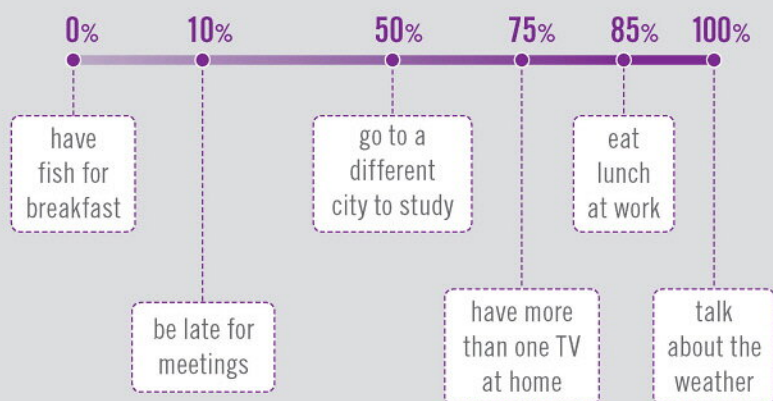 0% 10% 50% 75% 85% 100%
have
fish for
breakfast
be late for
meetings
go to a
different
city to study
have more
than one TV
at home
eat
lunch
at work
talk
about the
weather